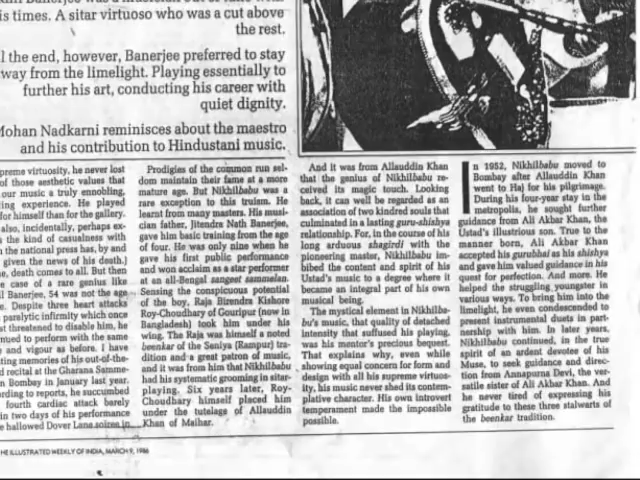 is times. A sitar virtuoso who was a cut above
the rest.
l the end, however, Banerjee preferred to stay
way from the limelight. Playing essentially to
further his art, conducting his career with
quiet dignity.
Mohan Nadkarni reminisces about the maestro
and his contribution to Hindustani music.
preme virtuosity, he never lost
of those aesthetic values that
our music a truly ennobling,
ing experience. He played
for himself than for the gallery.
also, incidentally, perhaps ex-
the kind of casualness with
the national press has, by and
given the news of his death.]
e, death comes to all. But then
e case of a rare genius like
l Banerjee, 54 was not the age
e. Despite three heart attacks
paralytic infirmity which once
st threatened to disable him, he
nued to perform with the same
and vigour as before. I have
ting memories of his out-of-the-
d recital at the Gharana Samme-
n Bombay in January last year.
rding to reports, he succumbed
fourth cardiac attack barely
in two days of his performance
e hallowed Dover Lane soiree in
Prodigies of the common run sel-
dom maintain their fame at a more
mature age. But Nikhilbabu was a
rare exception to this truism. He
learnt from many masters. His musi-
cian father, Jitendra Nath Banerjee,
gave him basic training from the age
of four. He was only nine when he
gave his first public performance
and won acclaim as a star performer
at an all-Bengal sangeet sammelan.
Sensing the conspicuous potential
of the boy, Raja Birendra Kishore
Roy-Choudhary of Gouripur (now in
Bangladesh) took him under his
wing. The Raja was himself a noted
beenkar of the Seniya (Rampur) tra-
dition and a great patron of music,
and it was from him that Nikhilbabu
had his systematic grooming in sitar-
playing. Six years later, Roy-
Choudhary himself placed him
under the tutelage of Allauddin
Khan of Maihar.
And it was from Allauddin Khan
that the genius of Nikhilbabu re-
ceived its magic touch. Looking
back, it can well be regarded as an
association of two kindred souls that
culminated in a lasting guru-shishya
relationship. For, in the course of his
long arduous shagirdi with the
pioneering master, Nikhilbabu im-
bibed the content and spirit of his
Ustad's music to a degree where it
became an integral part of his own
musical being.
The mystical element in Nikhilba-
bu's music, that quality of detached
intensity that suffused his playing,
was his mentor's precious bequest.
That explains why, even while
showing equal concern for form and
design with all his supreme virtuos-
ity, his music never shed its contem-
plative character. His own introvert
temperament made the impossible
possible.
In 1952, Nikhilbabu moved to
Bombay after Allauddin Khan
went to Haj for his pilgrimage.
During his four-year stay in the
metropolis, he sought further
guidance from Ali Akbar Khan, the
Ustad's illustrious son. True to the
manner born, Ali Akbar Khan
accepted his gurubhai as his shishya
and gave him valued guidance in his
quest for perfection. And more. He
helped the struggling youngster in
various ways. To bring him into the
limelight, he even condescended to
present instrumental duets in part-
nership with him. In later years,
Nikhilbabu continued, in the true
spirit of an ardent devotee of his
Muse, to seek guidance and direc-
tion from Annapurna Devi, the ver-
satile sister of Ali Akbar Khan. And
he never tired of expressing his
gratitude to these three stalwarts of
the beenkar tradition.
HE ILLUSTRATED WEEKLY OF INDIA, MARCH 9, 1986